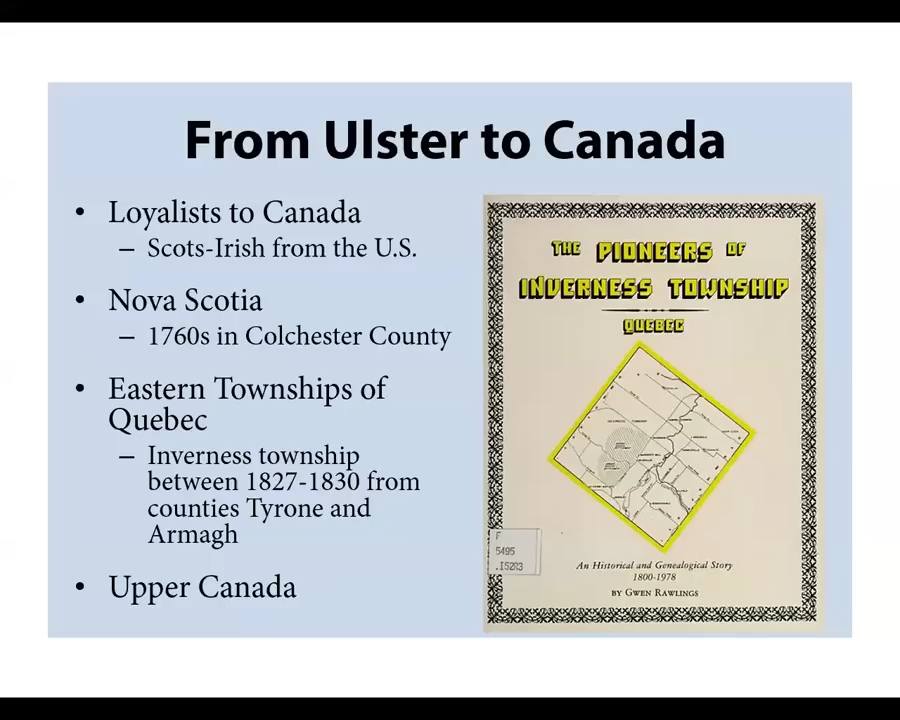 From Ulster to Canada
• Loyalists to Canada
– Scots-Irish from the U.S.
• Nova Scotia
– 1760s in Colchester County
• Eastern Townships of
Quebec
– Inverness township
between 1827-1830 from
counties Tyrone and
Armagh
• Upper Canada
THE PIONEERS OF
INVERNESS TOWNSHIP
QUEBEC
F
5495
.I52R3
An Historical and Genealogical Story
1800-1978
BY GWEN RAWLINGS